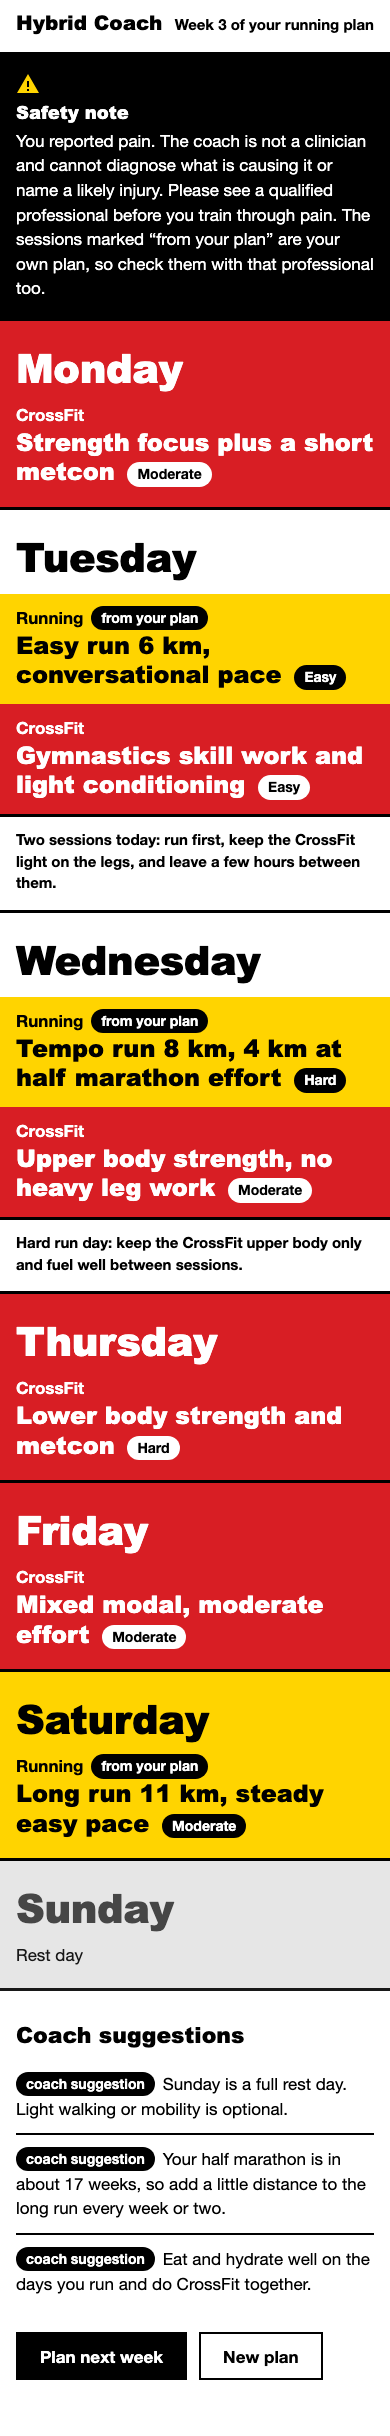 Hybrid Coach Week 3 of your running plan
Safety note
You reported pain. The coach is not a clinician
and cannot diagnose what is causing it or
name a likely injury. Please see a qualified
professional before you train through pain. The
sessions marked “from your plan” are your
own plan, so check them with that professional
too.
Monday
CrossFit
Strength focus plus a short
metcon Moderate
Tuesday
Running from your plan
Easy run 6 km,
conversational pace Easy
CrossFit
Gymnastics skill work and
light conditioning Easy
Two sessions today: run first, keep the CrossFit
light on the legs, and leave a few hours between
them.
Wednesday
Running from your plan
Tempo run 8 km, 4 km at
half marathon effort Hard
CrossFit
Upper body strength, no
heavy leg work Moderate
Hard run day: keep the CrossFit upper body only
and fuel well between sessions.
Thursday
CrossFit
Lower body strength and
metcon Hard
Friday
CrossFit
Mixed modal, moderate
effort Moderate
Saturday
Running from your plan
Long run 11 km, steady
easy pace Moderate
Sunday
Rest day
Coach suggestions
coach suggestion Sunday is a full rest day.
Light walking or mobility is optional.
coach suggestion Your half marathon is in
about 17 weeks, so add a little distance to the
long run every week or two.
coach suggestion Eat and hydrate well on the
days you run and do CrossFit together.
Plan next week New plan